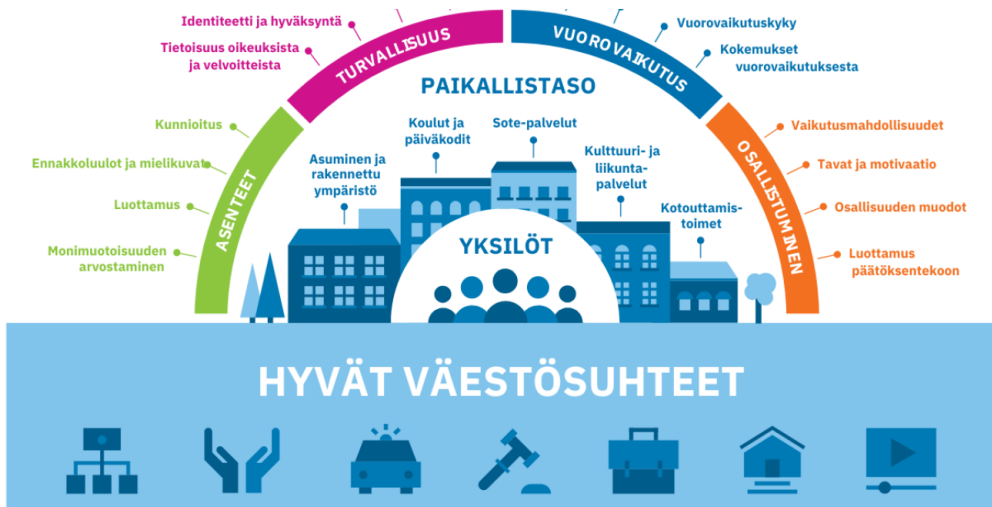 Identiteetti ja hyväksyntä
Tietoisuus oikeuksista
ja velvoitteista
TURVALLISUUS
VUOROVAIKUTUS
Vuorovaikutuskyky
Kokemukset
vuorovaikutuksesta
PAIKALLISTASO
Kunnioitus
Ennakkoluulot ja mielikuvat
Luottamus
Monimuotoisuuden
arvostaminen
ASENTEET
Asuminen ja
rakennettu
ympäristö
Koulut ja
päiväkodit
Sote-palvelut
Kulttuuri- ja
liikunta-
palvelut
Kotouttamis-
toimet
YKSILÖT
OSALLISTUMINEN
Vaikutusmahdollisuudet
Tavat ja motivaatio
Osallisuuden muodot
Luottamus
päätöksentekoon
HYVÄT VÄESTÖSUHTEET